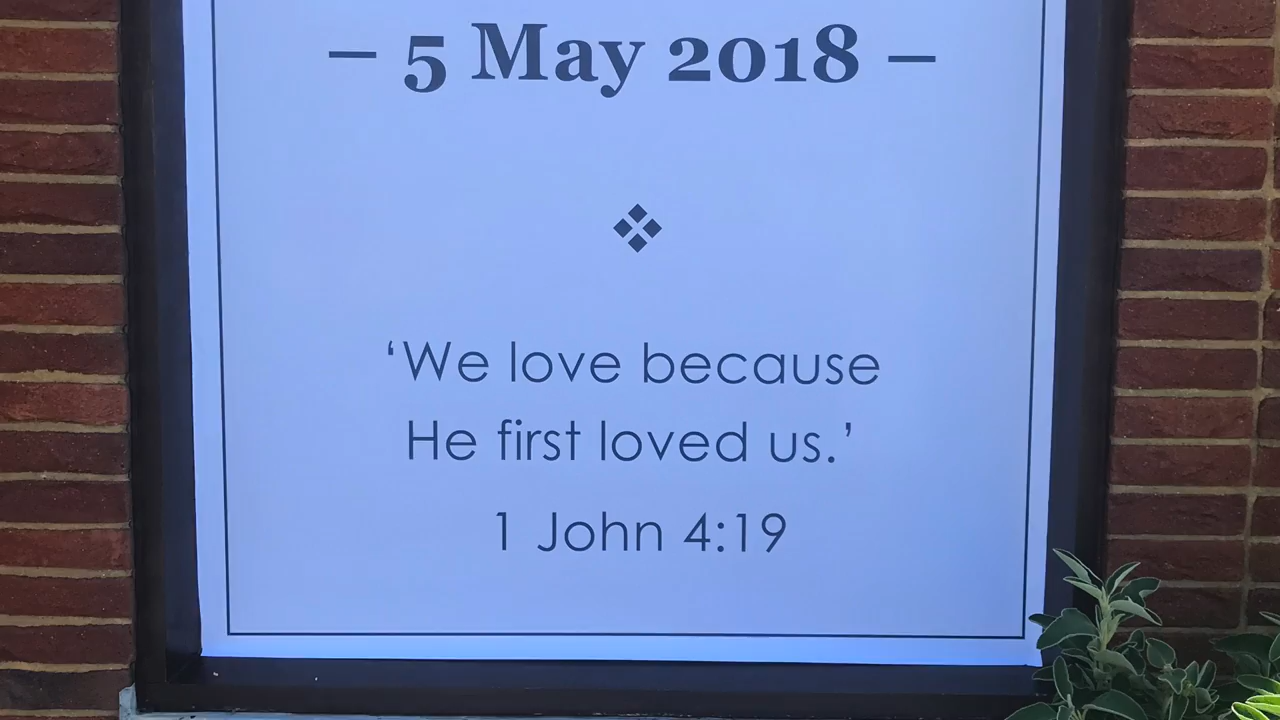 – 5 May 2018 –
‘We love because
He first loved us.’
1 John 4:19